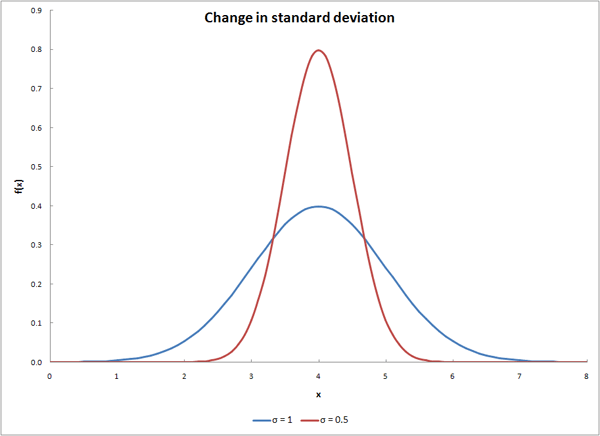 Change in standard deviation
0.9
0.8
0.7
0.6
0.5
0.4
0.3
0.2
0.1
0.0
f(x)
0 1 2 3 4 5 6 7 8
x
σ = 1 σ = 0.5